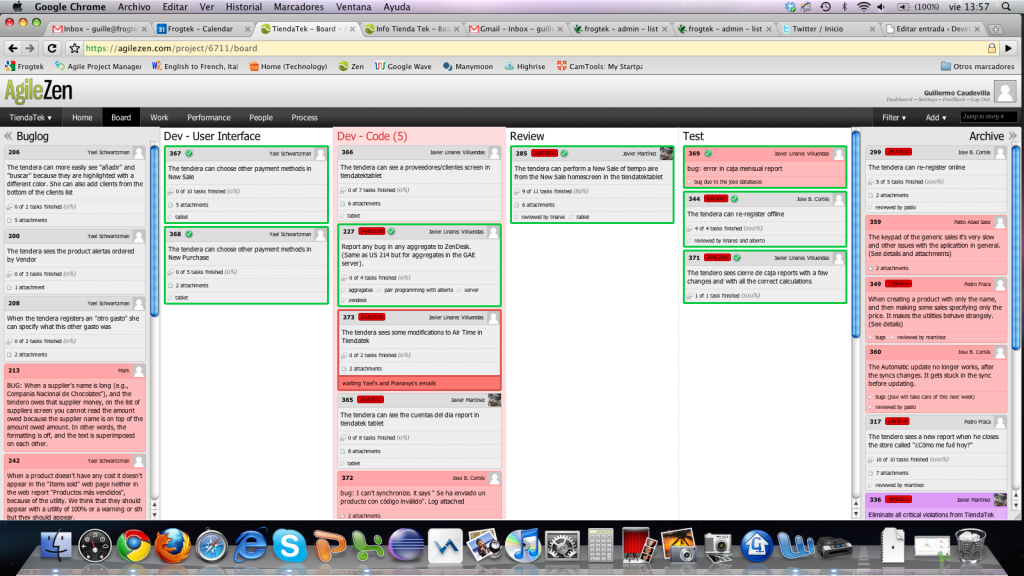 Google Chrome Archivo Editar Ver Historial Marcadores Ventana Ayuda (100%) vie 13:57
Inbox – guille@frogte Frogtek – Calendar TiendaTek – Board – Info Tienda Tek – Bo Gmail – Inbox – guille frogtek – admin – list frogtek – admin – list Twitter / Inicio Editar entrada ‹ Devel
https://agilezen.com/project/6711/board
Frogtek Agile Project Manager English to French, Ital Home (Technology) Zen Google Wave Manymoon Highrise CamTools: My Startpa Otros marcadores
AgileZen
Guillermo Caudevilla
Dashboard – Settings – Feedback – Log Out
TiendaTek Home Board Work Performance People Process Filter Add Jump to story #
« Buglog
206 Yael Schwartzman
The tendera can more easily see "añadir" and
"buscar" because they are highlighted with a
different color. She can also add clients from the
bottom of the clients list
0 of 2 tasks finished (0%)
5 attachments
200 Yael Schwartzman
The tendera sees the product alertas ordered
by Vendor
0 of 3 tasks finished (0%)
1 attachment
208 Yael Schwartzman
When the tendera registers an "otro gasto" she
can specify what this other gasto was
0 of 2 tasks finished (0%)
2 attachments
213 Mark
BUG: When a supplier's name is long (e.g.,
Compania Nacional de Chocolates"), and the
tendero owes that supplier money, on the list of
suppliers screen you cannot read the amount
owed because the supplier name is on top of the
amount owed amount. In other words, the
formatting is off, and the text is superimposed
on each other.
242 Yael Schwartzman
When a product doesn't have any cost it doesn't
appear in the "Items sold" web page neither in
the web report "Productos más vendidos",
because of the utility. We think that they should
appear with a utility of 100% or a warning or sth
but they should appear.
Dev - User Interface
367 Yael Schwartzman
The tendera can choose other payment methods in
New Sale
0 of 10 tasks finished (0%)
5 attachments
tablet
368 Yael Schwartzman
The tendera can choose other payment methods in
New Purchase
0 of 5 tasks finished (0%)
2 attachments
tablet
Dev - Code (5)
366 Javier Linares Viluendas
The tendera can see a proveedores/clientes screen in
tiendatektablet
0 of 7 tasks finished (0%)
6 attachments
tablet
227 Javier Linares Viluendas
Report any bug in any aggregate to ZenDesk.
(Same as US 214 but for aggregates in the GAE
server).
0 of 4 tasks finished (0%)
aggregates pair programming with alberto server
zendesk
373 Javier Linares Viluendas
The tendera sees some modifications to Air Time in
Tiendatek
0 of 2 tasks finished (0%)
2 attachments
waiting Yael's and Pranasys's emails
365 Javier Martínez
The tendera can see the cuentas del dia report in
tiendatek tablet
0 of 8 tasks finished (0%)
8 attachments
tablet
372 Jose B. Cortés
bug: I can't synchronize, it says " Se ha enviado un
producto con código inválido". Log attached
2 attachments
Review
285 Javier Martínez
The tendera can perform a New Sale of tiempo aire
from the New Sale homescreen in the tiendatektablet
9 of 11 tasks finished (82%)
6 attachments
reviewed by linares tablet
Test
369 Javier Linares Viluendas
bug: error in caja mensual report
bug due to the jose databases
344 Jose B. Cortés
The tendera can re-register offline
4 of 4 tasks finished (100%)
reviewed by linares and alberto
371 Javier Linares Viluendas
The tendero sees cierre de caja reports with a few
changes and with all the correct calculations
1 of 1 task finished (100%)
Archive »
299 Jose B. Cortés
The tendera can re-register online
5 of 5 tasks finished (100%)
2 attachments
reviewed by pablo
359 Pablo Abad Sanz
The keypad of the generic sales it's very slow
and other issues with the aplicattion in general.
(See details and attachments)
2 attachments
349 Pedro Fraca
When creating a product with only the name,
and then making some sales specifying only the
price. It makes the utilities behave strangely.
(See details)
bugs reviewed by martinez
360 Jose B. Cortés
The Automatic update no longer works, after
the syncs changes. It gets stuck in the sync
before updating.
bugs (jose will take care of this next week)
reviewed by pablo
317 Pedro Fraca
The tendero sees a new report when he closes
the store called "¿Cómo me fué hoy?"
10 of 10 tasks finished (100%)
7 attachments
reviewed by martinez
336 Javier Martínez
Eliminate all critical violations from TiendaTek